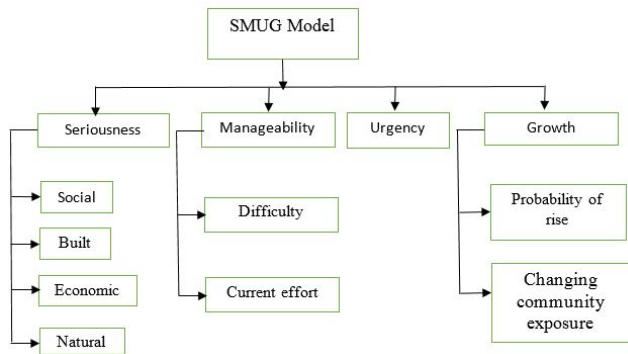 SMUG Model
Seriousness
Manageability
Urgency
Growth
Social
Built
Economic
Natural
Difficulty
Current effort
Probability of
rise
Changing
community
exposure